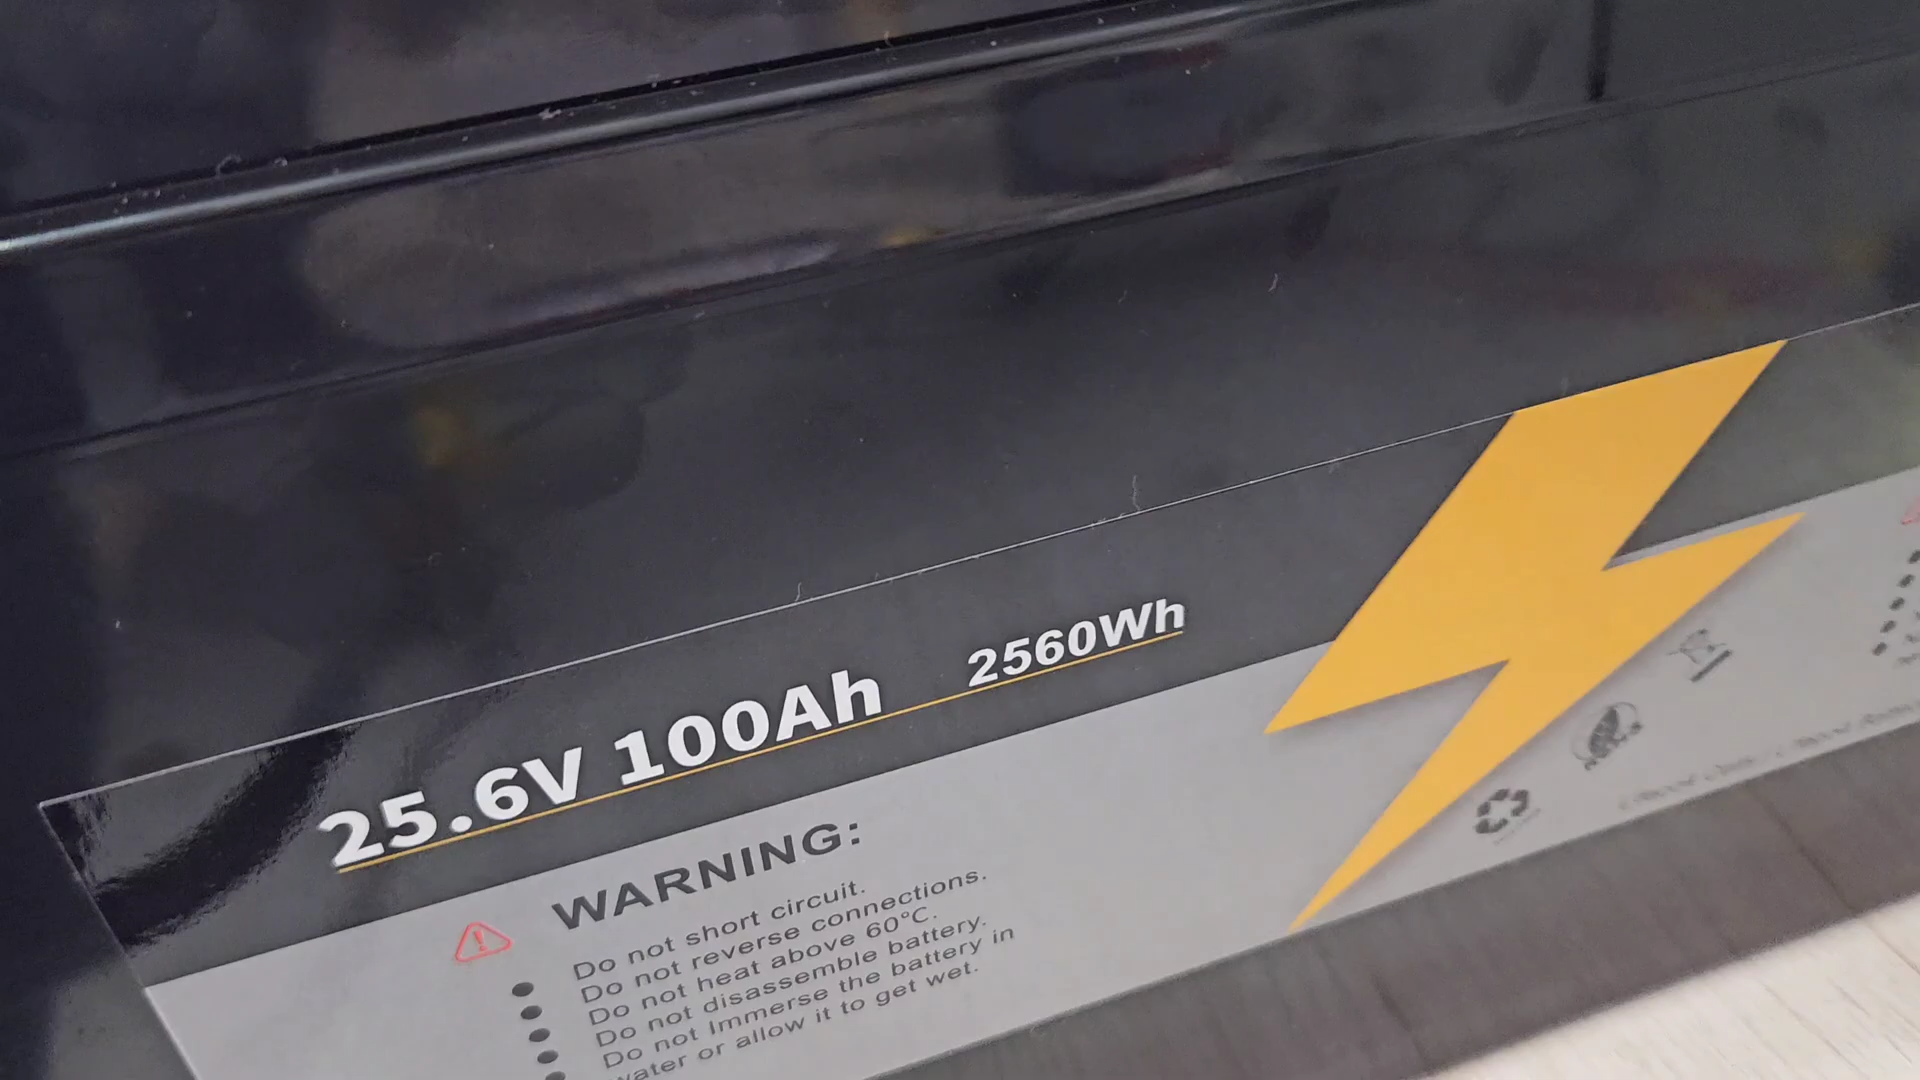 25.6V 100Ah 2560Wh
WARNING:
Do not short circuit.
Do not reverse connections.
Do not heat above 60°C.
Do not disassemble battery.
Do not Immerse the battery in
water or allow it to get wet.